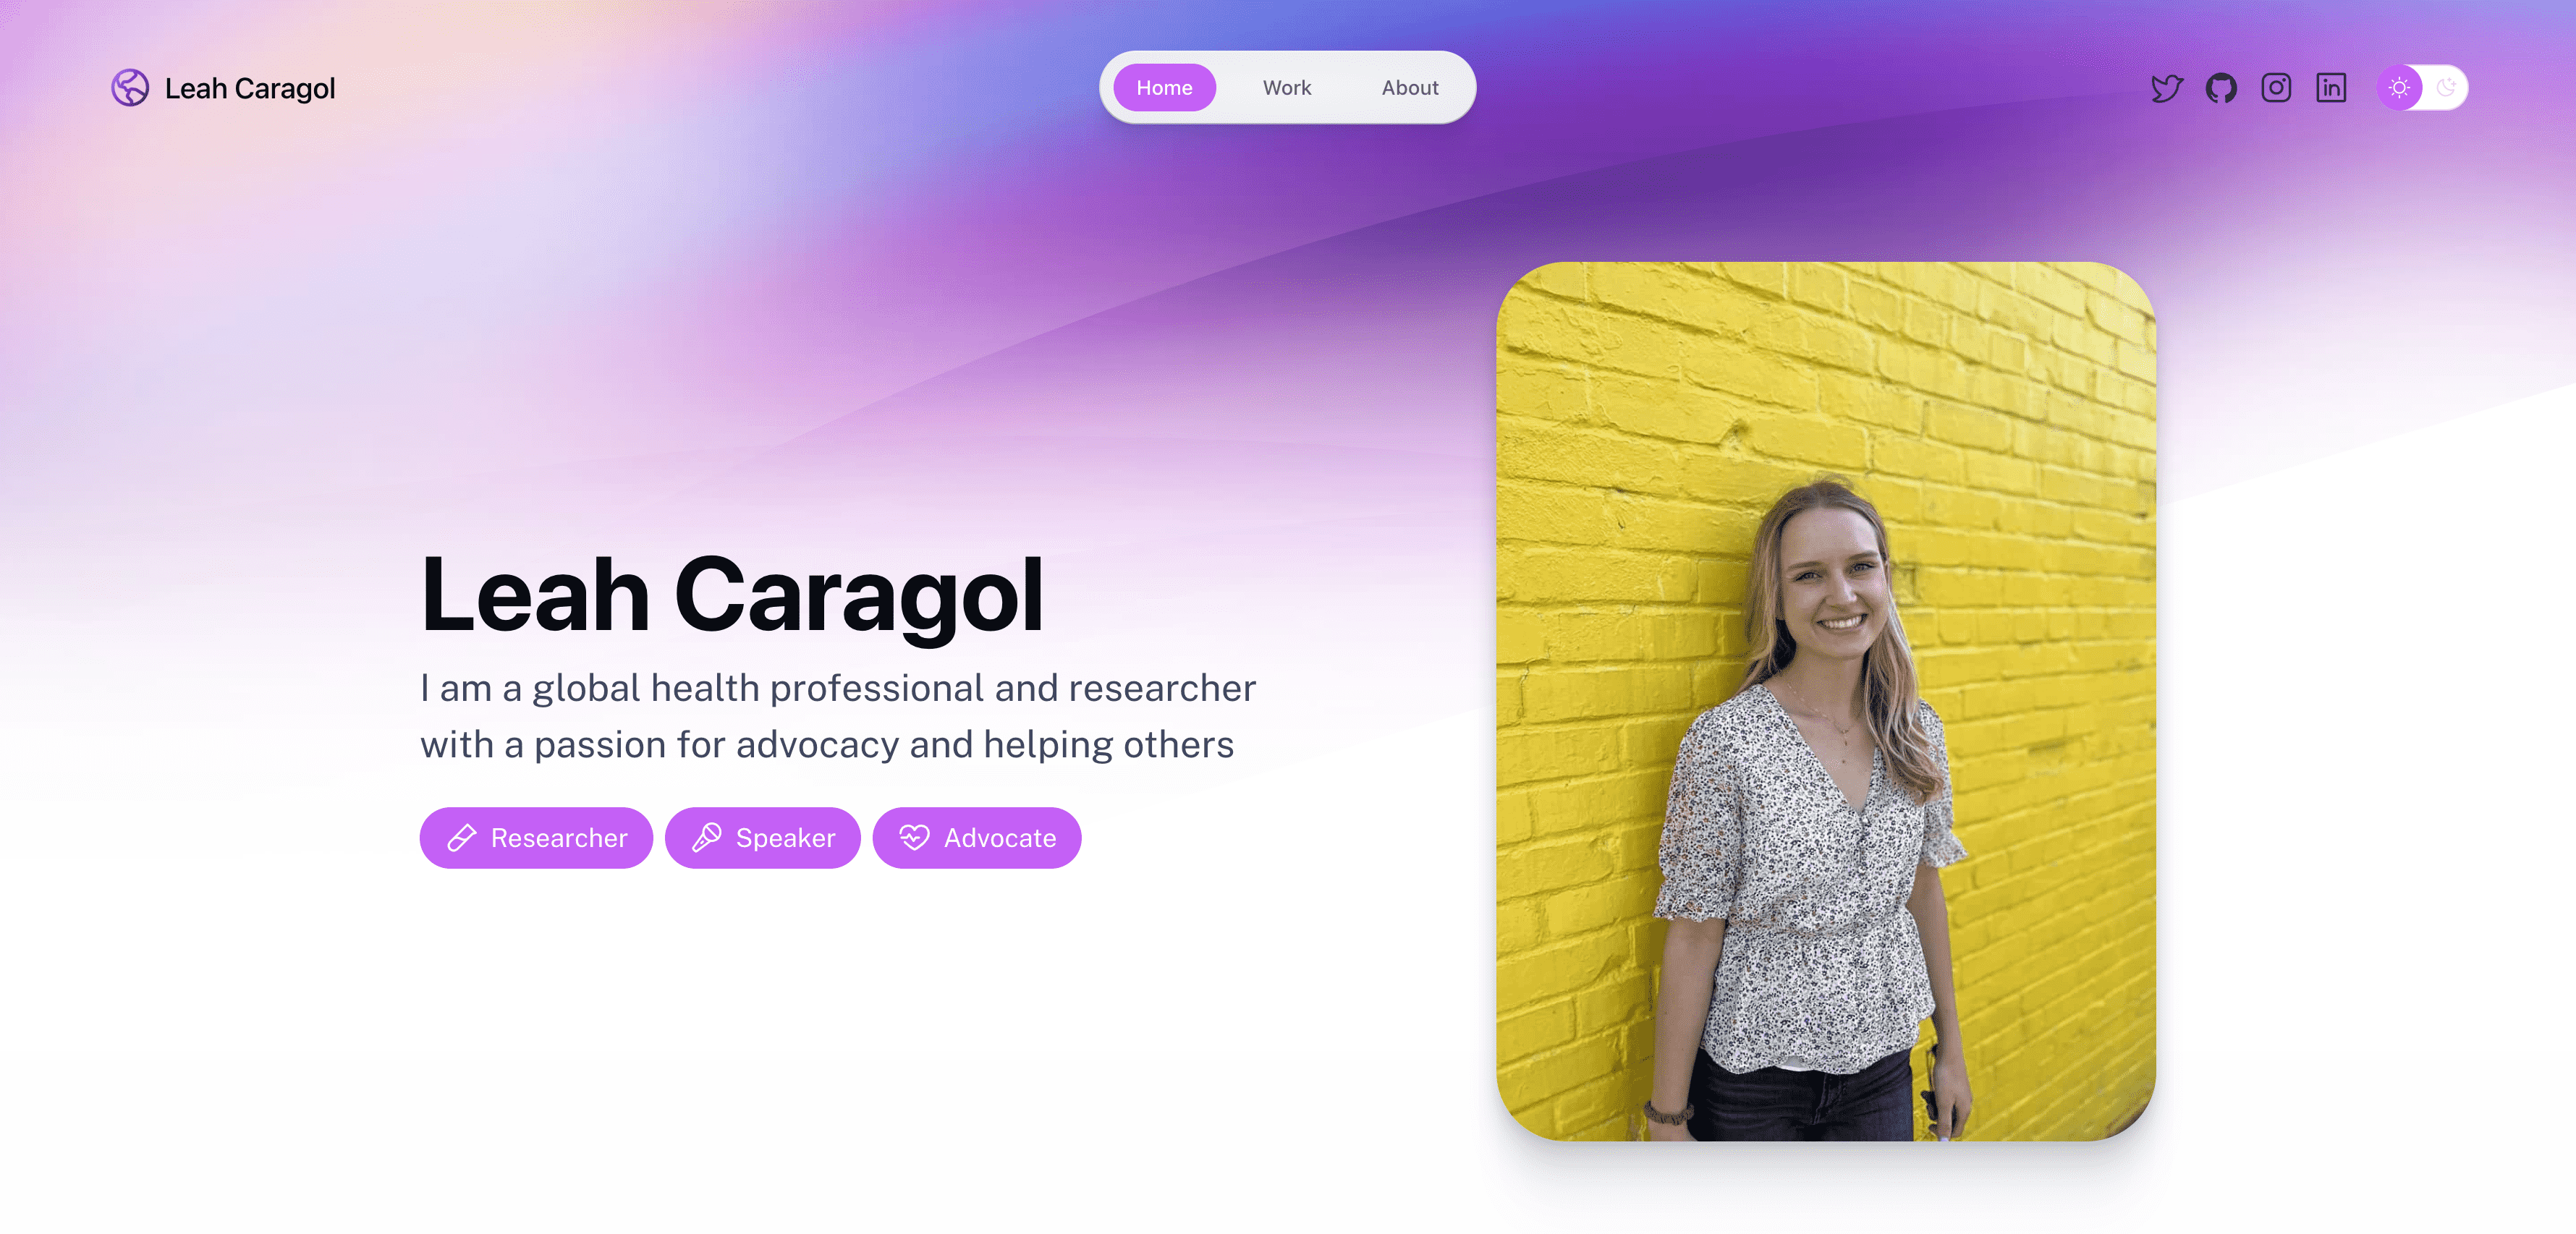 Leah Caragol
Home
Work
About
Leah Caragol
I am a global health professional and researcher
with a passion for advocacy and helping others
Researcher
Speaker
Advocate